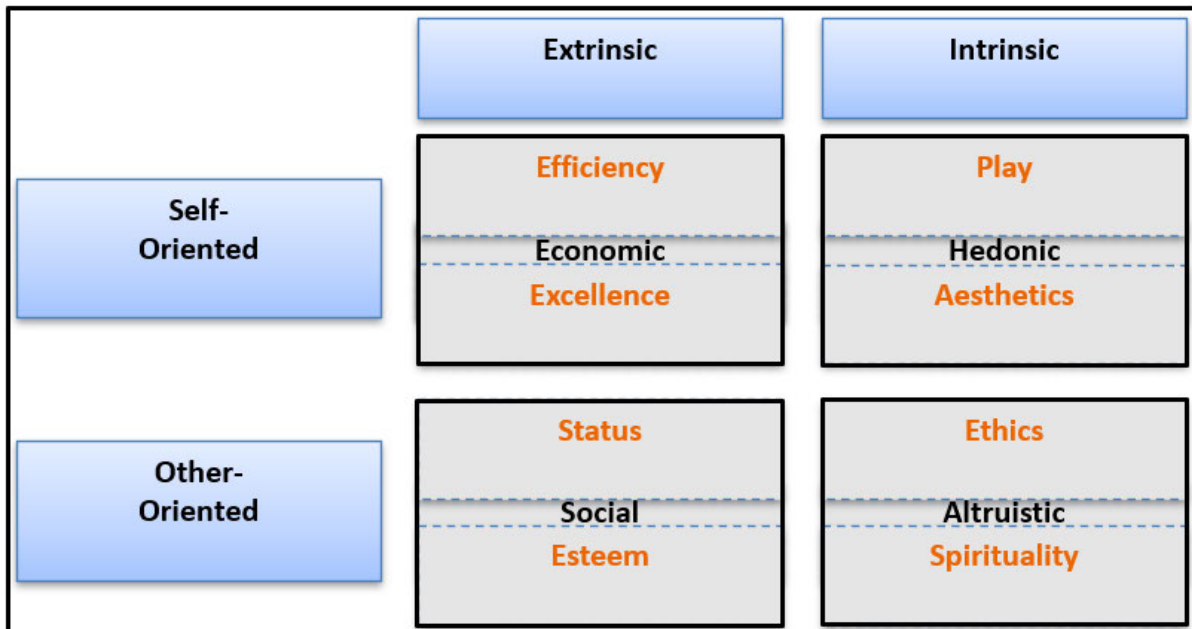 Extrinsic
Intrinsic
Self-
Oriented
Efficiency
Economic
Excellence
Play
Hedonic
Aesthetics
Other-
Oriented
Status
Social
Esteem
Ethics
Altruistic
Spirituality